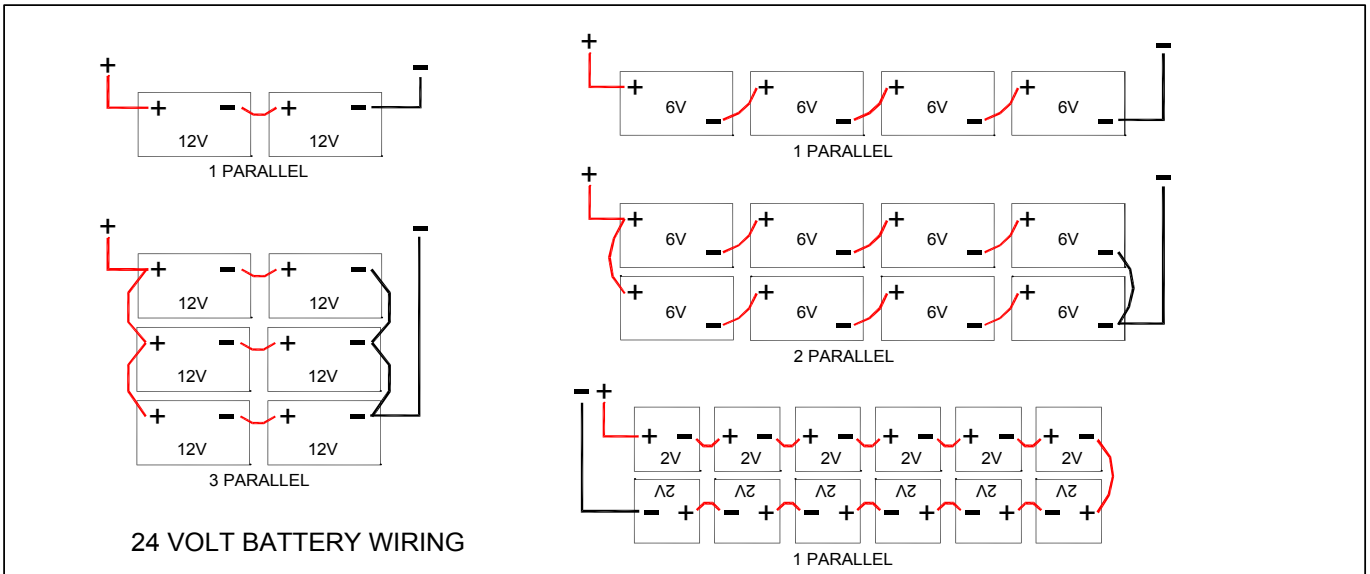 + -
+ - + -
12V 12V
1 PARALLEL
+ -
+ - + -
12V 12V
+ - + -
12V 12V
+ - + -
12V 12V
3 PARALLEL
24 VOLT BATTERY WIRING
+ -
+ + + +
6V 6V 6V 6V
- - - -
1 PARALLEL
+ -
+ + + +
6V 6V 6V 6V
- - - -
+ + + +
6V 6V 6V 6V
- - - -
2 PARALLEL
- +
+ - + - + - + - + - + -
2V 2V 2V 2V 2V 2V
2V 2V 2V 2V 2V 2V
- + - + - + - + - + - +
1 PARALLEL